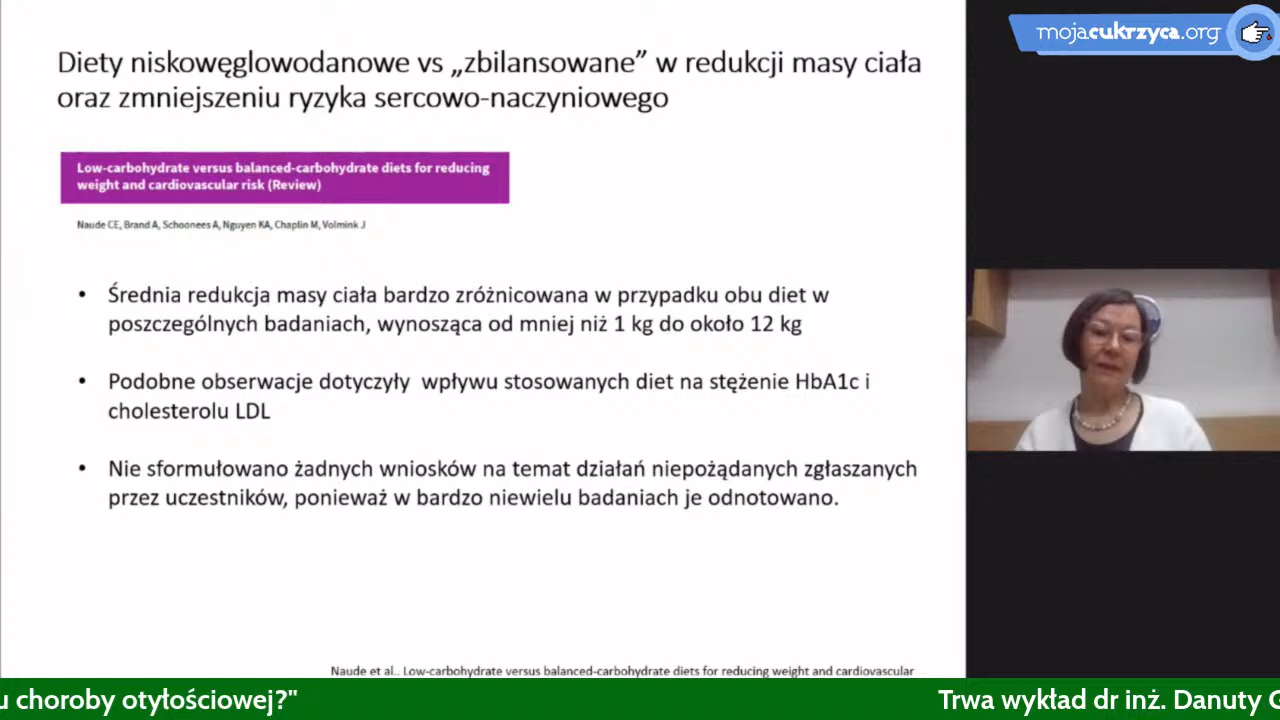 mojacukrzyca.org
Diety niskowęglowodanowe vs „zbilansowane” w redukcji masy ciała
oraz zmniejszeniu ryzyka sercowo-naczyniowego
Low-carbohydrate versus balanced-carbohydrate diets for reducing
weight and cardiovascular risk (Review)
Naude CE, Brand A, Schoonees A, Nguyen KA, Chaplin M, Volmink J
• Średnia redukcja masy ciała bardzo zróżnicowana w przypadku obu diet w
poszczególnych badaniach, wynosząca od mniej niż 1 kg do około 12 kg
• Podobne obserwacje dotyczyły wpływu stosowanych diet na stężenie HbA1c i
cholesterolu LDL
• Nie sformułowano żadnych wniosków na temat działań niepożądanych zgłaszanych
przez uczestników, ponieważ w bardzo niewielu badaniach je odnotowano.
Naude et al.. Low-carbohydrate versus balanced-carbohydrate diets for reducing weight and cardiovascular
u choroby otyłościowej?" Trwa wykład dr inż. Danuty